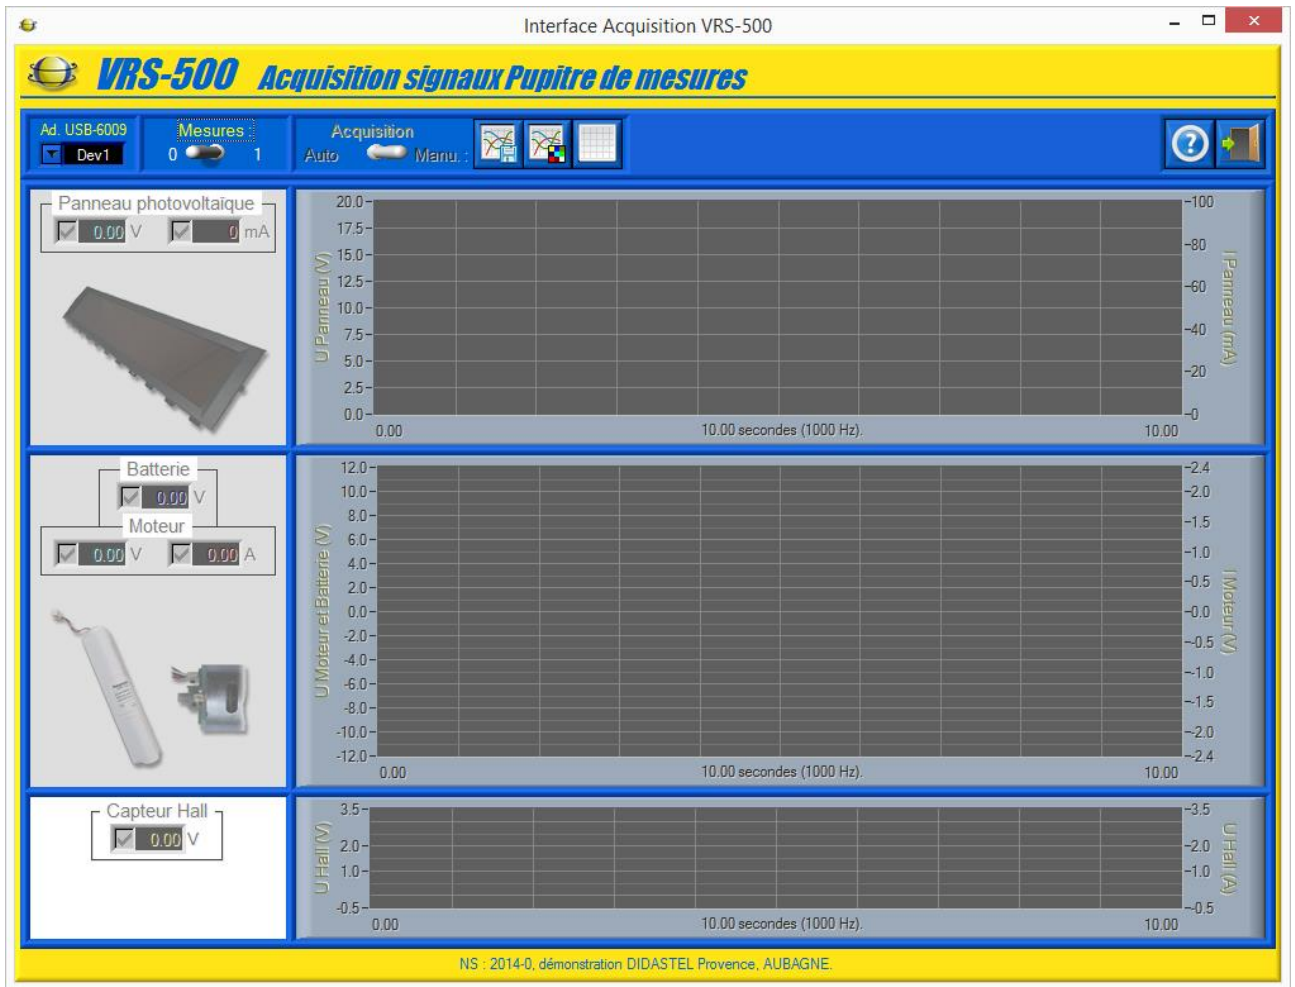 Interface Acquisition VRS-500
VRS-500 Acquisition signaux Pupitre de mesures
Ad. USB-6009
Dev1
Mesures :
0 1
Acquisition
Auto Manu. :
Panneau photovoltaïque
0.00 V 0 mA
U Panneau (V)
20.0
17.5
15.0
12.5
10.0
7.5
5.0
2.5
0.0
100
80
60
40
20
0
I Panneau (mA)
0.00 10.00 secondes (1000 Hz). 10.00
Batterie
0.00 V
Moteur
0.00 V 0.00 A
U Moteur et Batterie (V)
12.0
10.0
8.0
6.0
4.0
2.0
0.0
-2.0
-4.0
-6.0
-8.0
-10.0
-12.0
2.4
2.0
1.5
1.0
0.5
0.0
-0.5
-1.0
-1.5
-2.0
-2.4
I Moteur (V)
0.00 10.00 secondes (1000 Hz). 10.00
Capteur Hall
0.00 V
U Hall (V)
3.5
2.0
1.0
-0.5
3.5
2.0
1.0
-0.5
U Hall (A)
0.00 10.00 secondes (1000 Hz). 10.00
NS : 2014-0, démonstration DIDASTEL Provence, AUBAGNE.